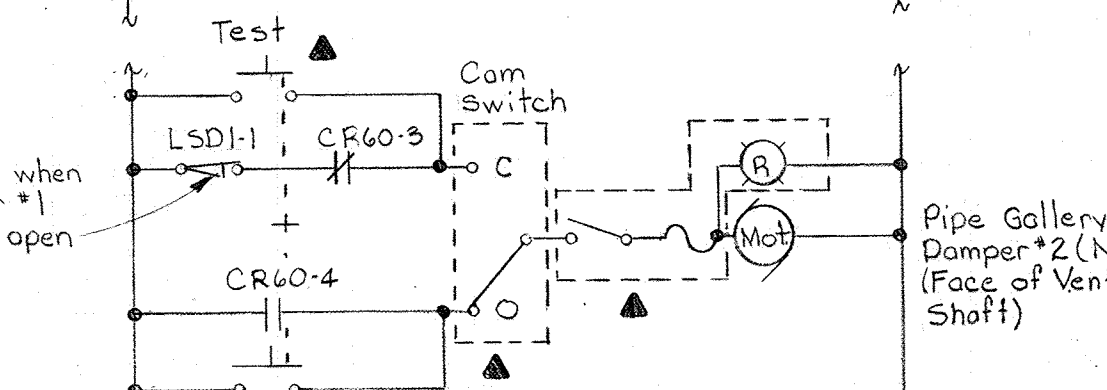 Test
Cam
switch
LSD1-1
CR60-3
when
#1
open
C
R
Mot
Pipe Gallery
Damper #2 (N
(Face of Ven-
Shaft)
CR60-4
O